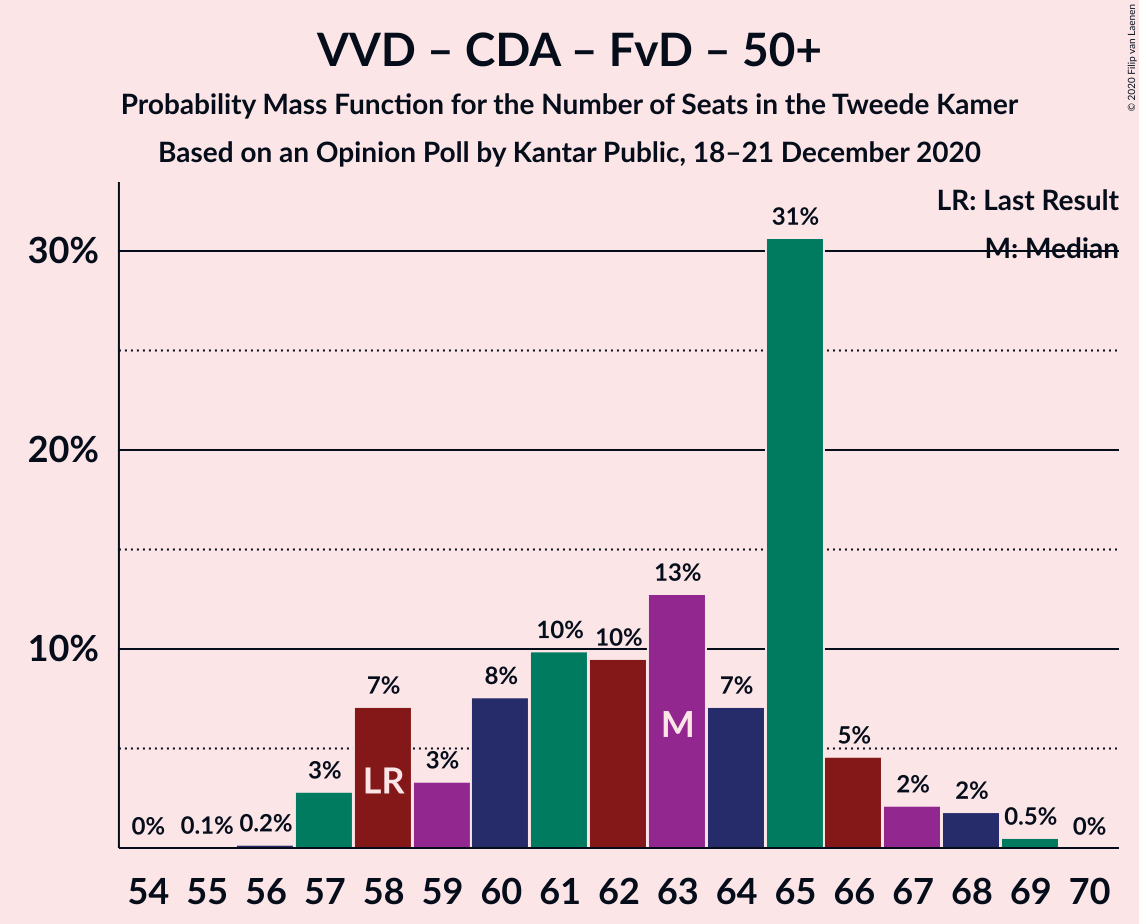 VVD – CDA – FvD – 50+
Probability Mass Function for the Number of Seats in the Tweede Kamer
Based on an Opinion Poll by Kantar Public, 18–21 December 2020
© 2020 Filip van Laenen
LR: Last Result
M: Median
30%
20%
10%
0% 0.1% 0.2% 3% 7% 3% 8% 10% 10% 13% 7% 31% 5% 2% 2% 0.5% 0%
LR M
54 55 56 57 58 59 60 61 62 63 64 65 66 67 68 69 70